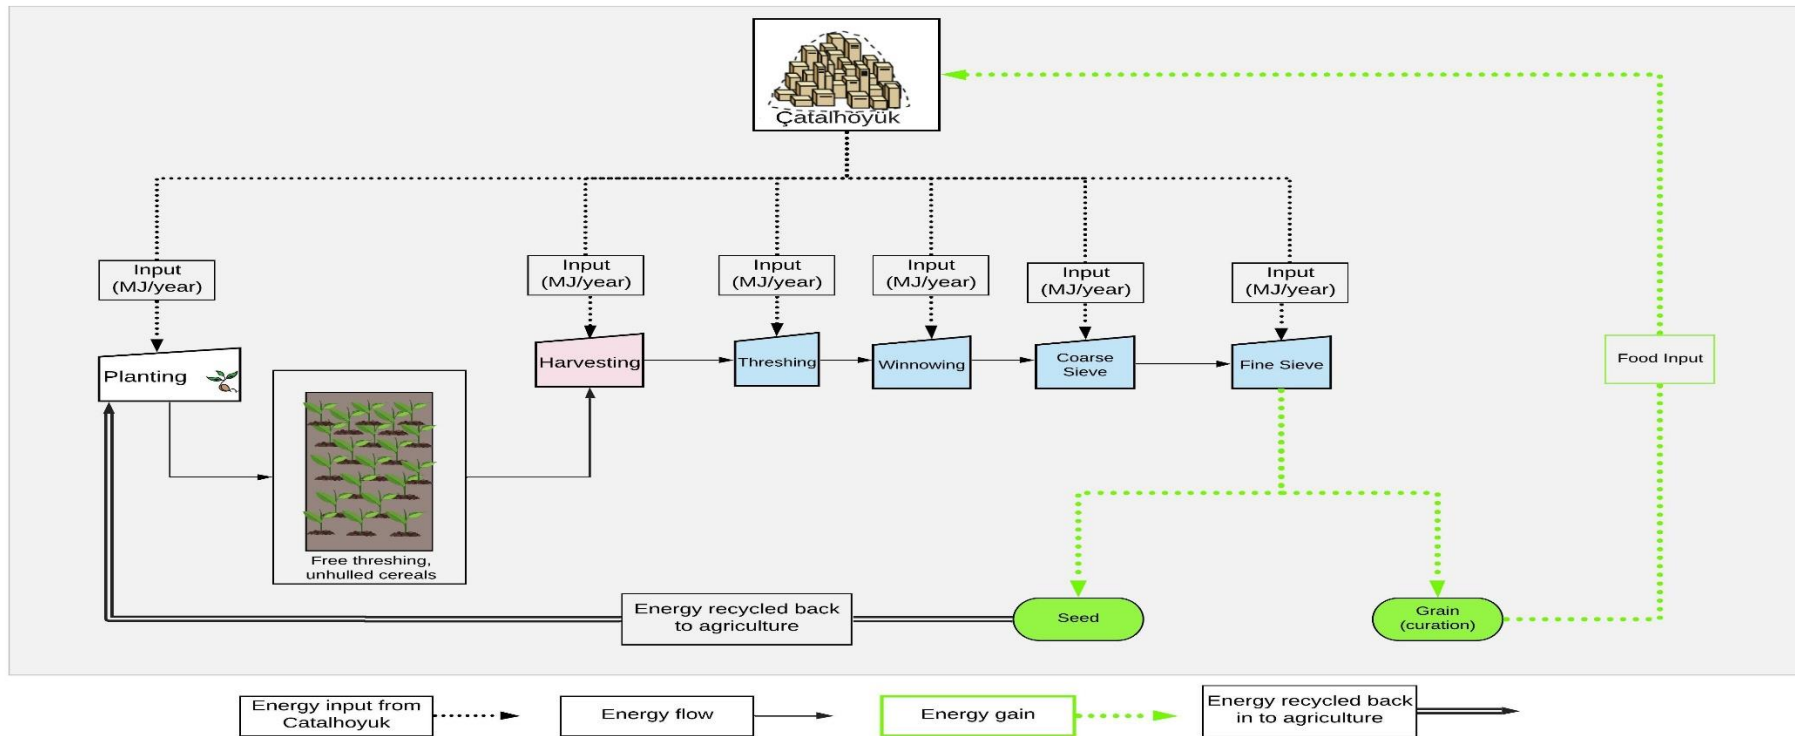 Çatalhöyük
Input
(MJ/year)
Input
(MJ/year)
Input
(MJ/year)
Input
(MJ/year)
Input
(MJ/year)
Input
(MJ/year)
Planting
Harvesting
Threshing
Winnowing
Coarse
Sieve
Fine Sieve
Food Input
Free threshing,
unhulled cereals
Energy recycled back
to agriculture
Seed
Grain
(curation)
Energy input from
Catalhoyuk
Energy flow
Energy gain
Energy recycled back
in to agriculture